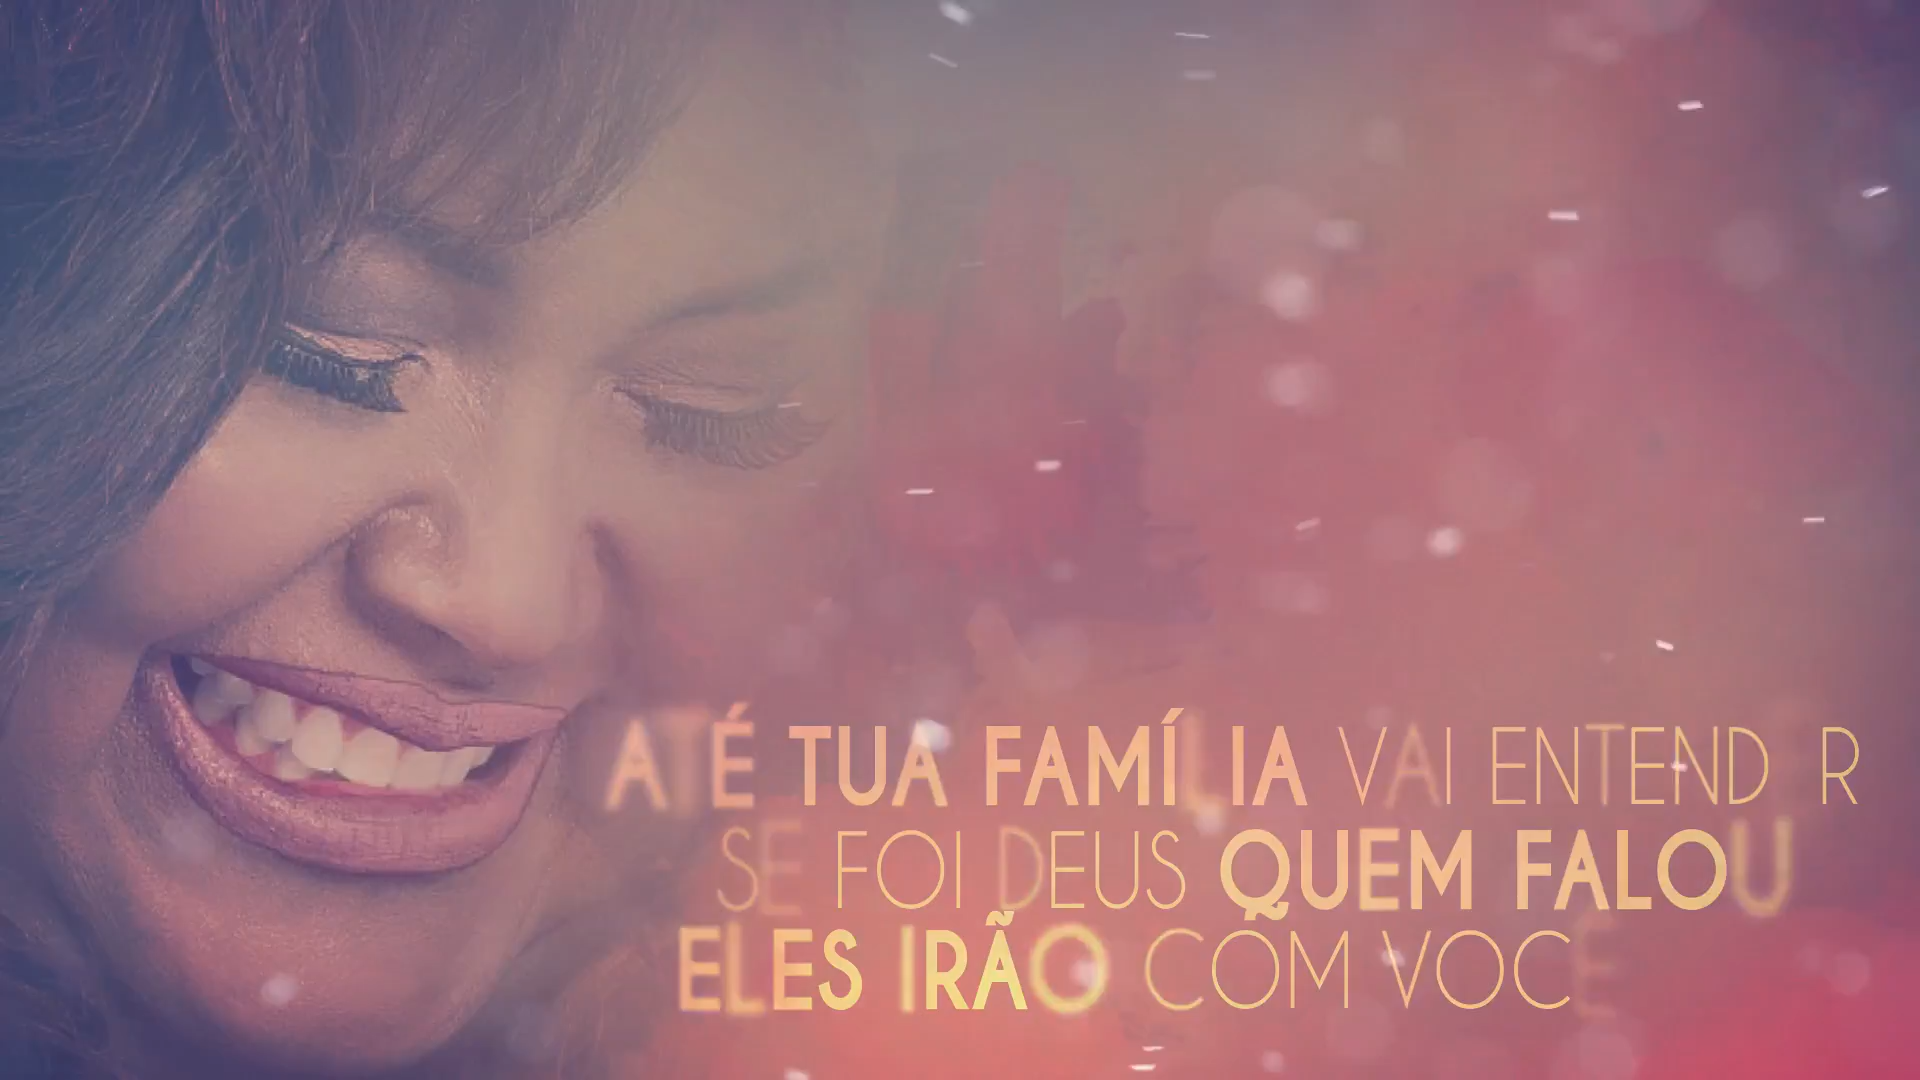 ATÉ TUA FAMÍLIA VAI ENTENDER
SE FOI DEUS QUEM FALOU
ELES IRÃO COM VOCÊ